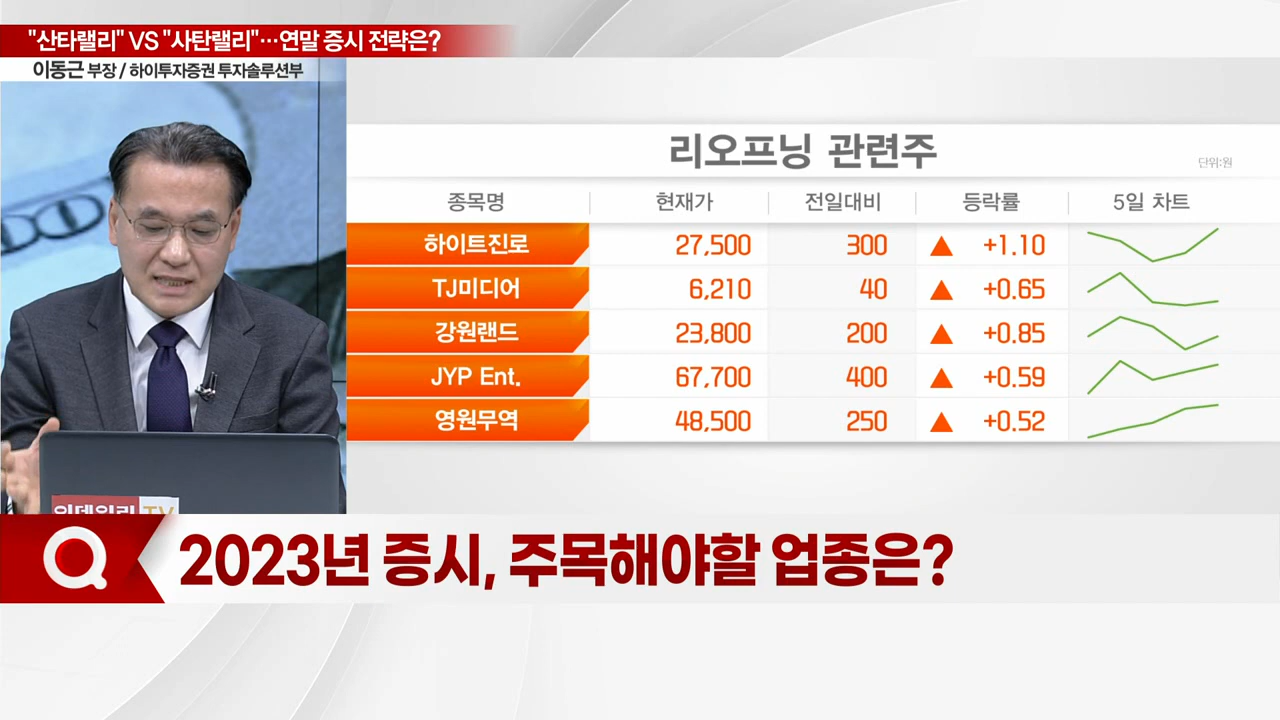 "산타랠리" VS "사탄랠리"…연말 증시 전략은?
이동근 부장 / 하이투자증권 투자솔루션부
리오프닝 관련주
단위:원
종목명 현재가 전일대비 등락률 5일 차트
하이트진로 27,500 300 ▲ +1.10
TJ미디어 6,210 40 ▲ +0.65
강원랜드 23,800 200 ▲ +0.85
JYP Ent. 67,700 400 ▲ +0.59
영원무역 48,500 250 ▲ +0.52
이데일리 TV
Q 2023년 증시, 주목해야할 업종은?